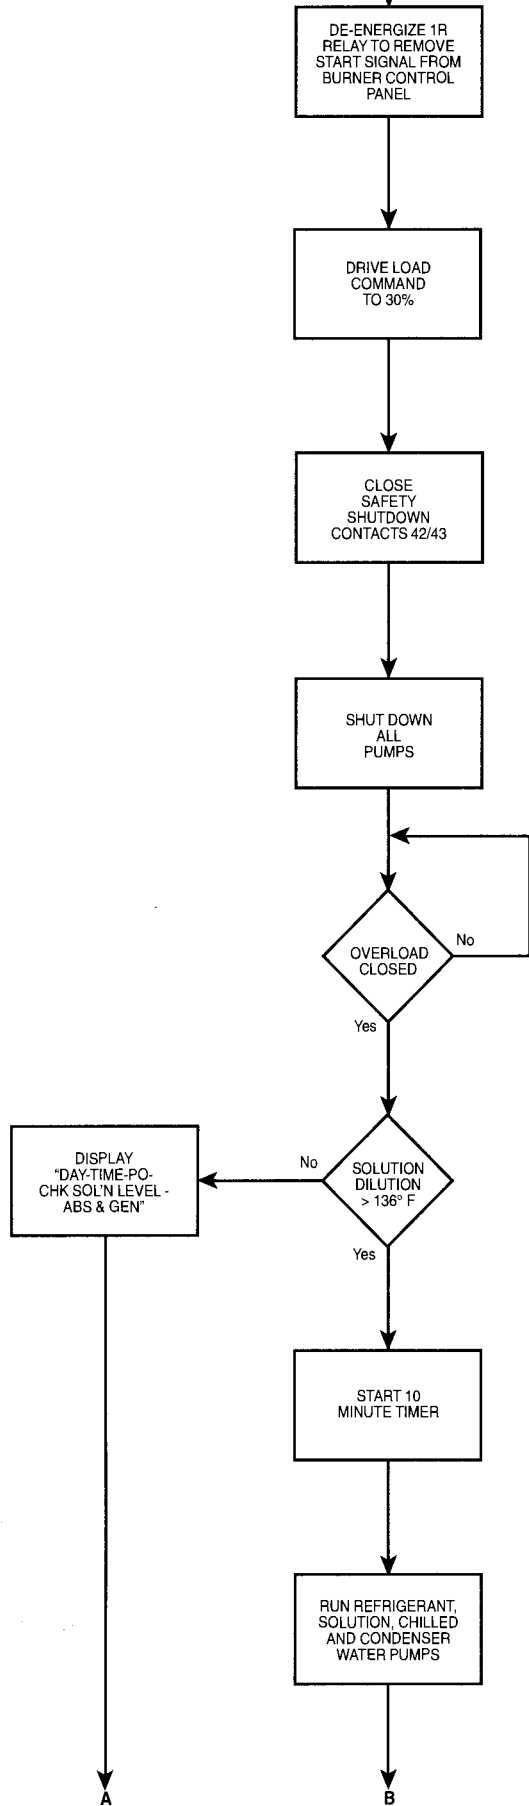 DE-ENERGIZE 1R
RELAY TO REMOVE
START SIGNAL FROM
BURNER CONTROL
PANEL
DRIVE LOAD
COMMAND
TO 30%
CLOSE
SAFETY
SHUTDOWN
CONTACTS 42/43
SHUT DOWN
ALL
PUMPS
OVERLOAD
CLOSED
No
Yes
SOLUTION
DILUTION
> 136° F
No
Yes
DISPLAY
"DAY-TIME-PO-
CHK SOL'N LEVEL -
ABS & GEN"
START 10
MINUTE TIMER
RUN REFRIGERANT,
SOLUTION, CHILLED
AND CONDENSER
WATER PUMPS
A
B